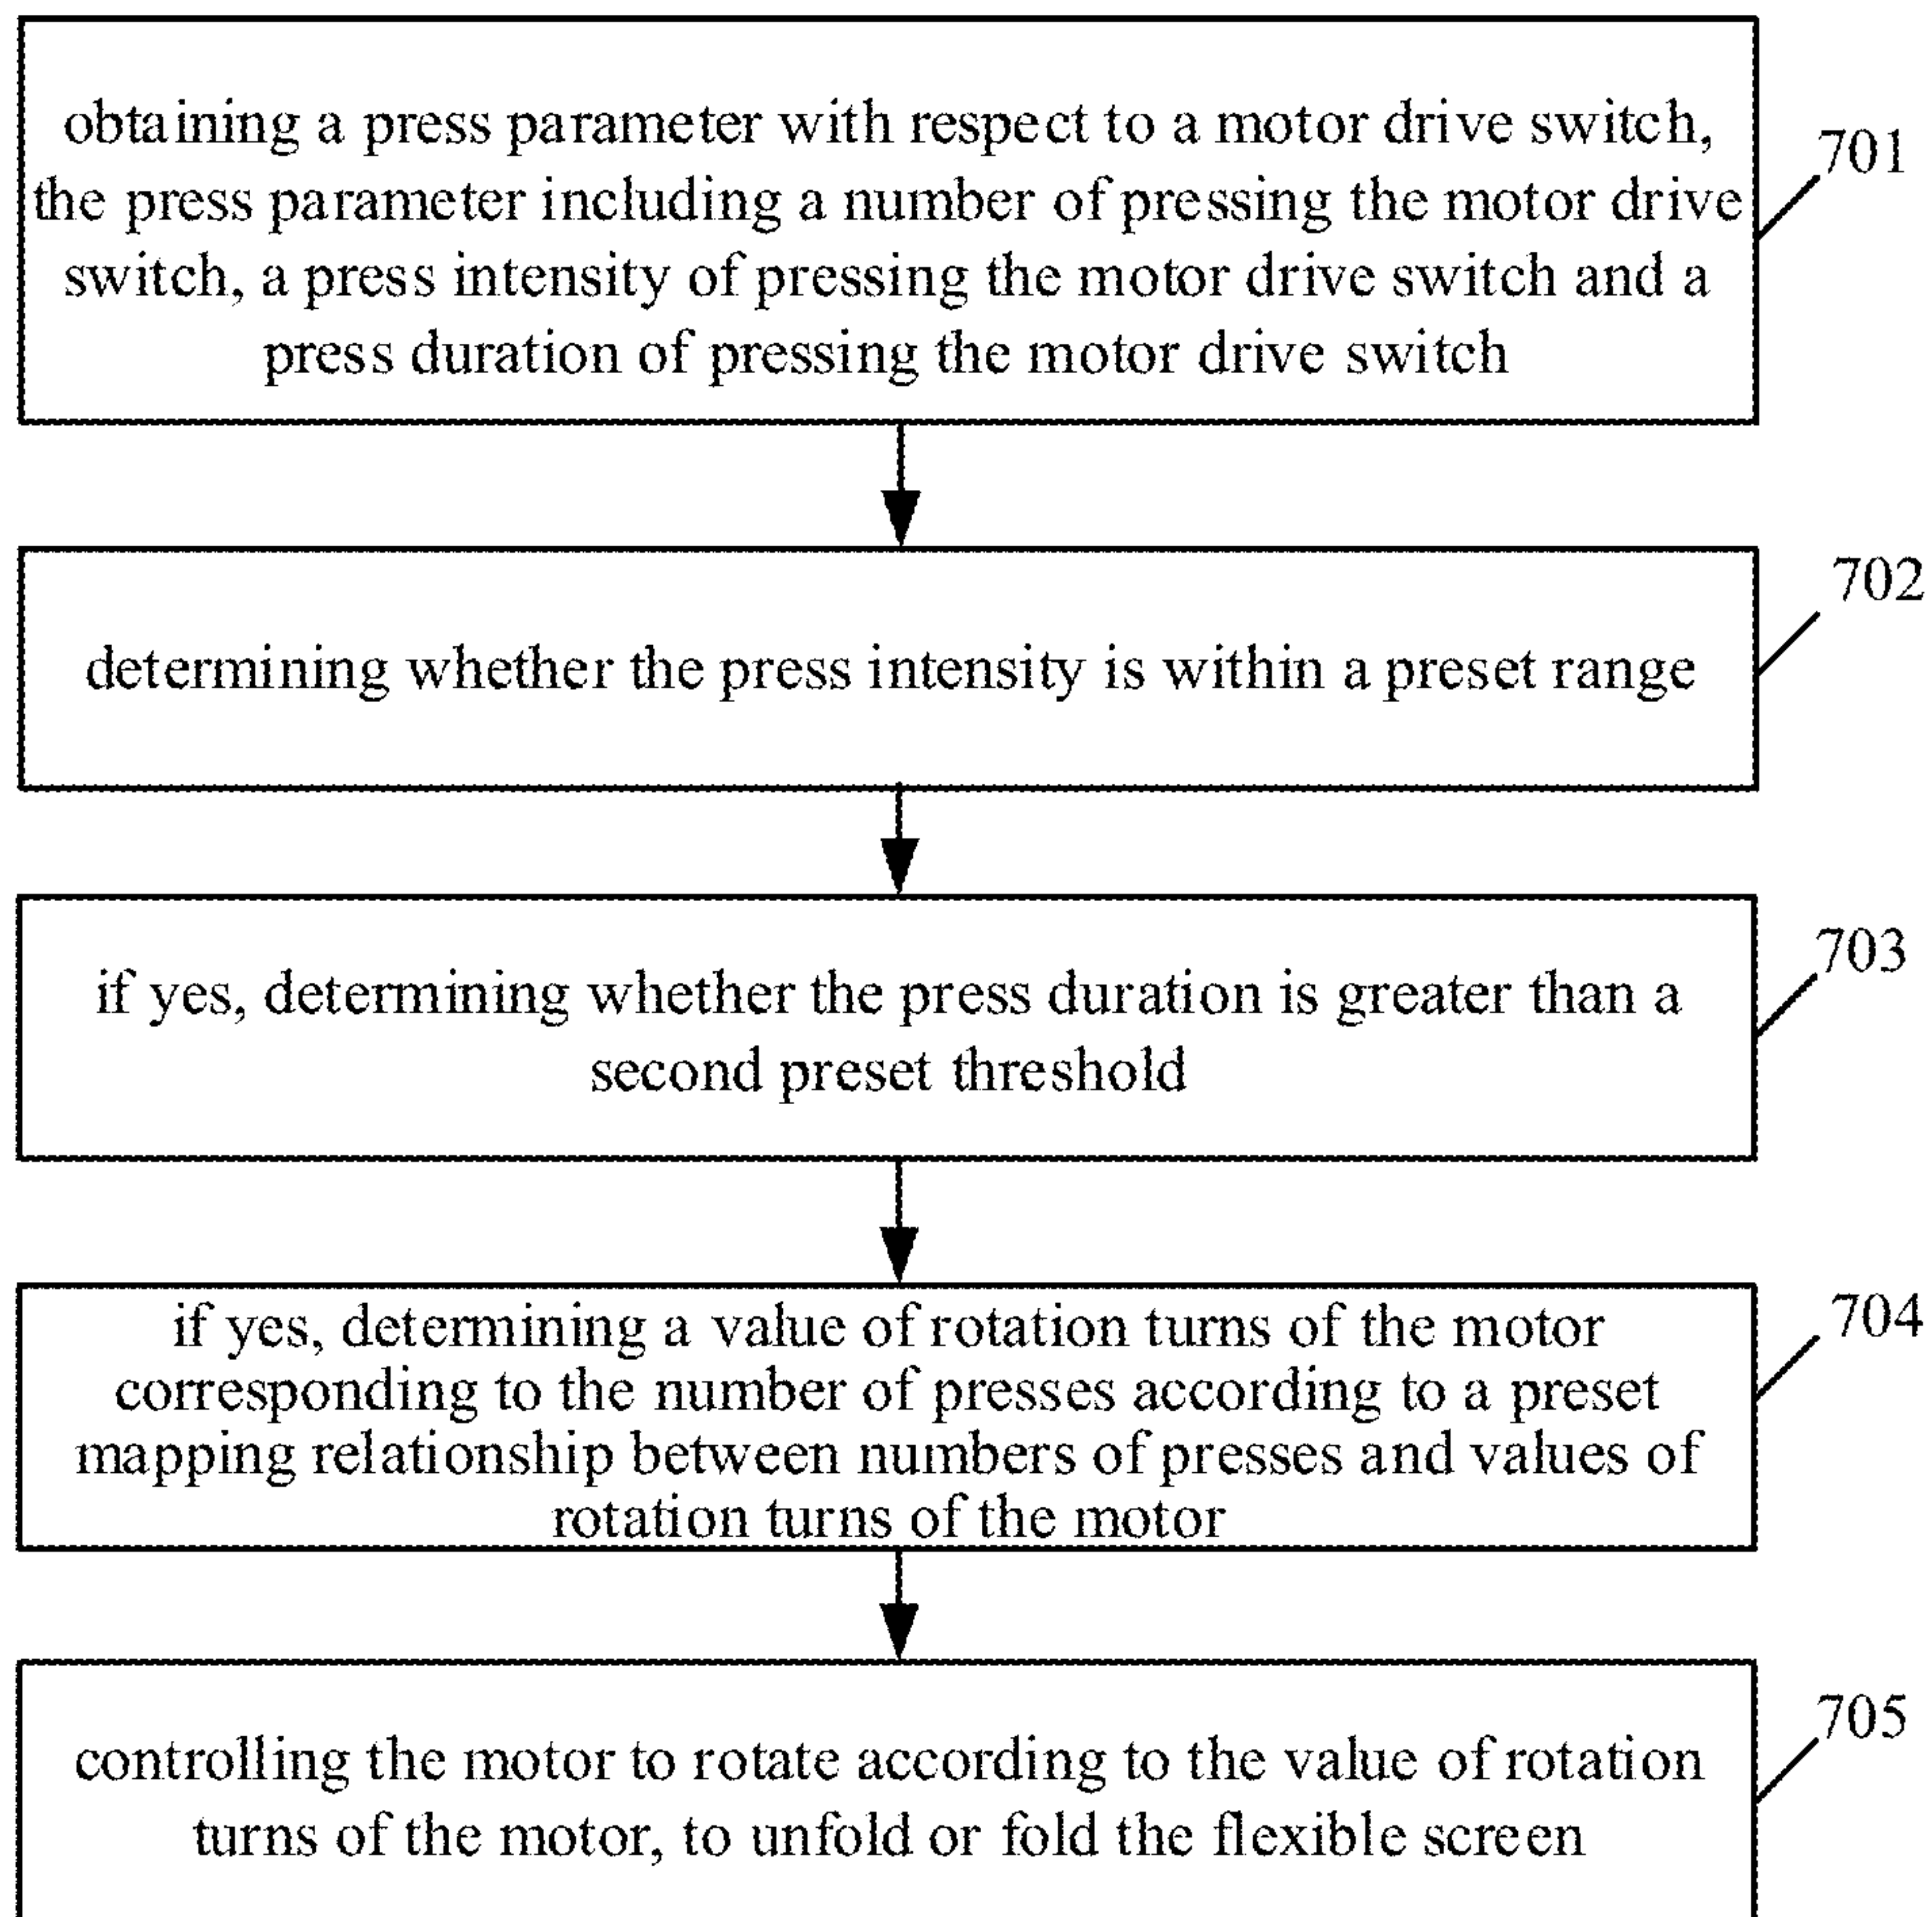 obtaining a press parameter with respect to a motor drive switch,
the press parameter including a number of pressing the motor drive
switch, a press intensity of pressing the motor drive switch and a
press duration of pressing the motor drive switch
701
702
determining whether the press intensity is within a preset range
703
if yes, determining whether the press duration is greater than a
second preset threshold
704
if yes, determining a value of rotation turns of the motor
corresponding to the number of presses according to a preset
mapping relationship between numbers of presses and values of
rotation turns of the motor
705
controlling the motor to rotate according to the value of rotation
turns of the motor, to unfold or fold the flexible screen